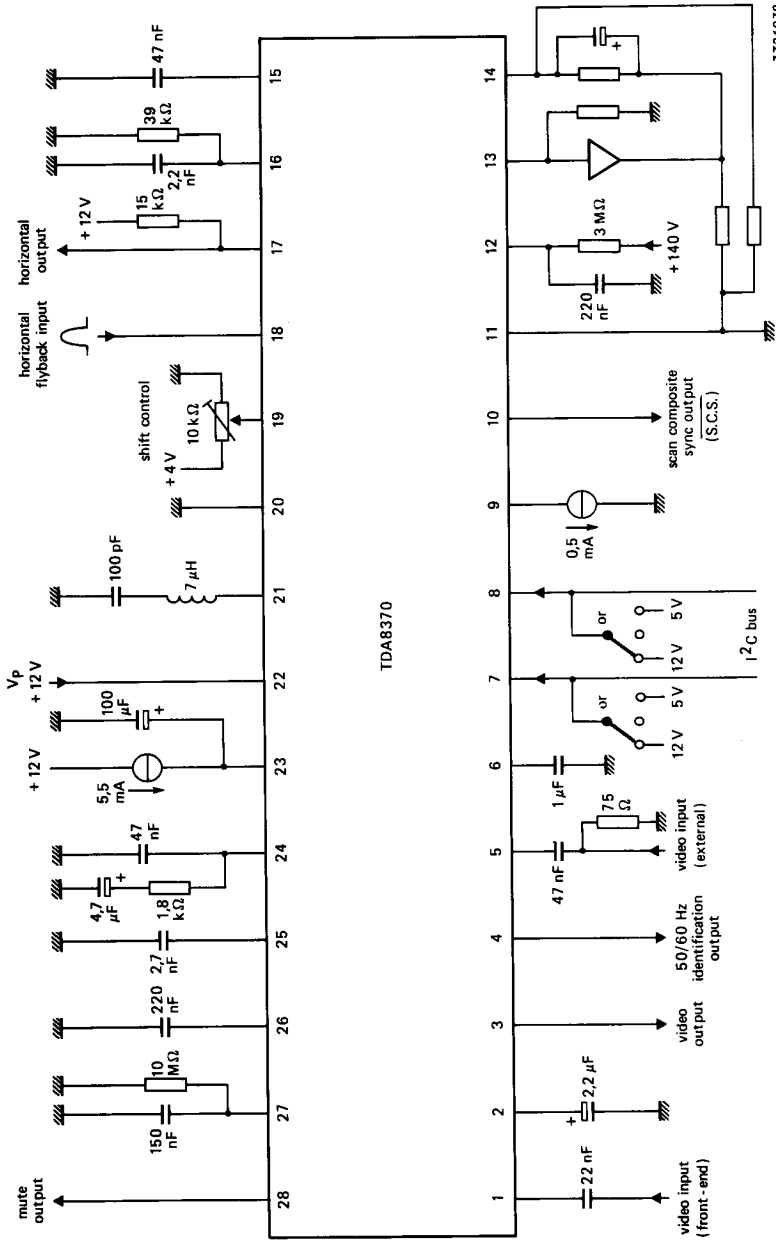 mute
output
150
nF
10
MΩ
220
nF
2,7
nF
4,7
μF
+
1,8
kΩ
47
nF
+ 12 V
5,5
mA
100
μF
+
Vp
+ 12 V
100 pF
7 μH
+ 4 V
10 kΩ
shift control
horizontal
flyback input
horizontal
output
+ 12 V
15
kΩ
2,2
nF
39
kΩ
47 nF
28
27
26
25
24
23
22
21
20
19
18
17
16
15
TDA8370
1
2
3
4
5
6
7
8
9
10
11
12
13
14
22 nF
video input
(front - end)
+
2,2 μF
video
output
50/60 Hz
identification
output
47 nF
75
Ω
video input
(external)
1 μF
or
12 V
5 V
or
12 V
5 V
I²C bus
0,5
mA
scan composite
sync output
(S.C.S.)
220
nF
3 MΩ
+ 140 V
+